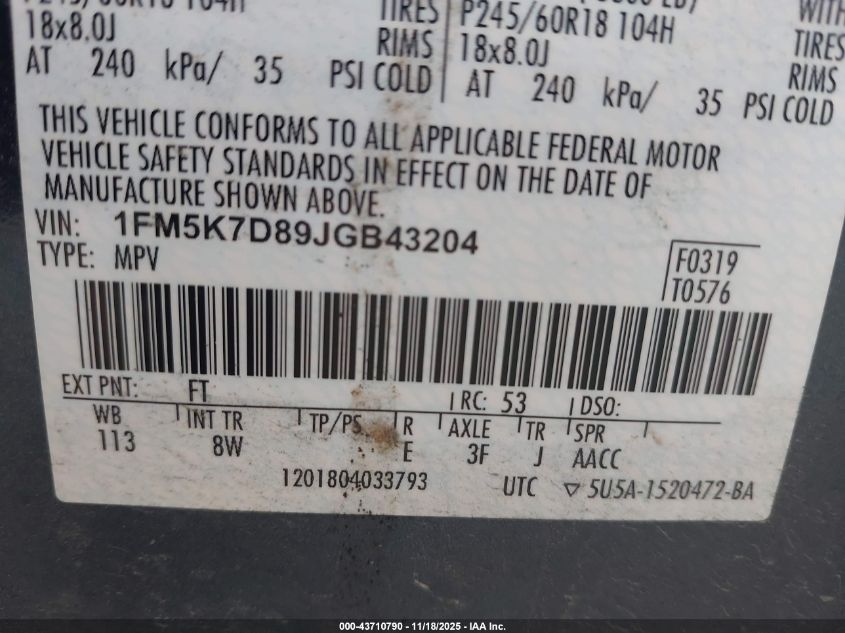 TIRES P245/60R18 104H WITH
18x8.0J RIMS 18x8.0J TIRES
AT 240 kPa/ 35 PSI COLD AT 240 kPa/ 35 PSI COLD RIMS
THIS VEHICLE CONFORMS TO ALL APPLICABLE FEDERAL MOTOR
VEHICLE SAFETY STANDARDS IN EFFECT ON THE DATE OF
MANUFACTURE SHOWN ABOVE.
VIN: 1FM5K7D89JGB43204
TYPE: MPV
F0319
T0576
EXT PNT: FT RC: 53 DSO:
WB INT TR TP/PS R AXLE TR SPR
113 8W E 3F J AACC
1201804033793 UTC ▽ 5U5A-1520472-BA
000-43710790 - 11/18/2025 - IAA Inc.